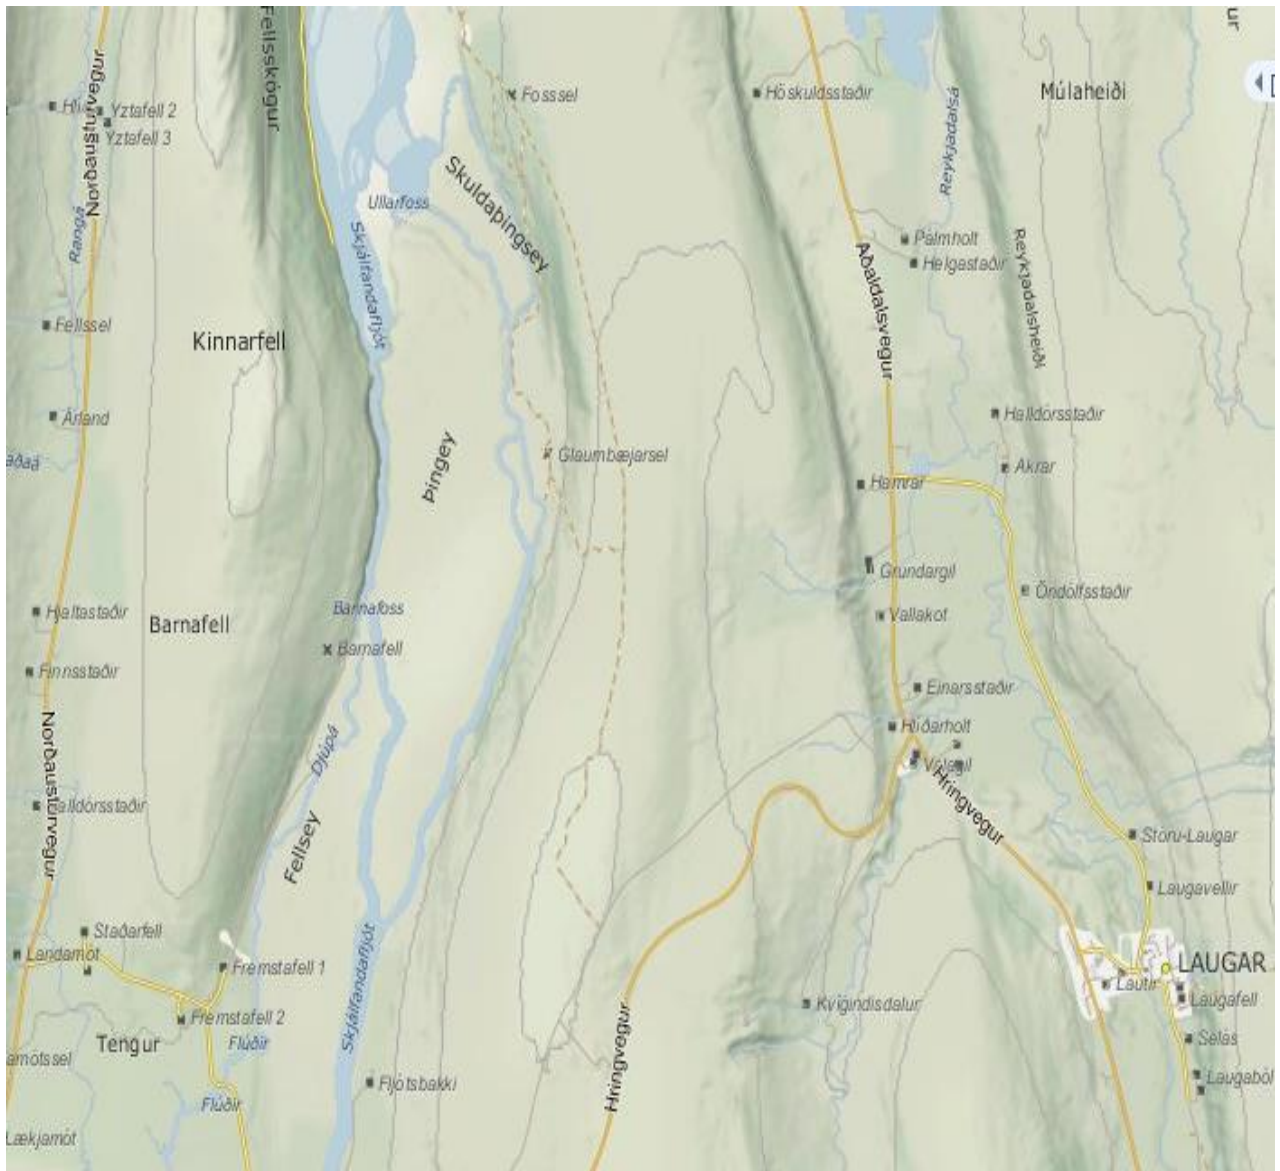 Fellsskógur
Norðausturvegur
Yztafell 2
Yztafell 3
Fosssel
Höskuldsstaðir
Múlaheiði
Reykjadalsá
Skuldaþingsey
Ullarfoss
Rangá
Skjálfandafljót
Pálmholt
Helgastaðir
Aðaldalsvegur
Reykjadalsheiði
Fellssel
Kinnarfell
Árland
Halldórsstaðir
Þingey
Glaumbæjarsel
Akrar
Hamrar
Grundargil
Öndólfsstaðir
Hjaltastaðir
Barnafoss
Vallakot
Barnafell
Barnafell
Finnsstaðir
Einarsstaðir
Norðausturvegur
Hlíðarholt
Djúpá
Hringvegur
Halldórsstaðir
Fellsey
Stóru-Laugar
Laugavellir
Staðarfell
Landamót
Fremstafell 1
Skjálfandafljót
LAUGAR
Lautir
Laugafell
Kvígindisdalur
Fremstafell 2
Hringvegur
Tengur
Flúðir
Selás
Fljótsbakki
Laugaból
Flúðir
Lækjamót